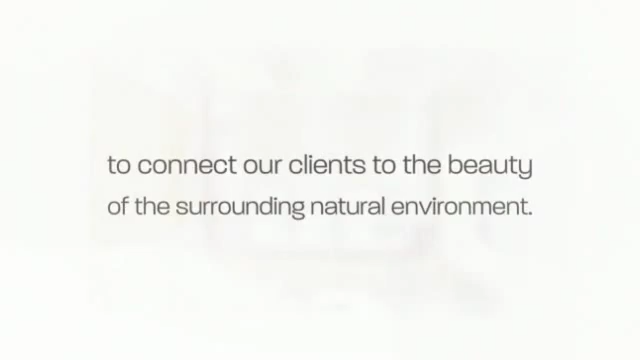 to connect our clients to the beauty
of the surrounding natural environment.